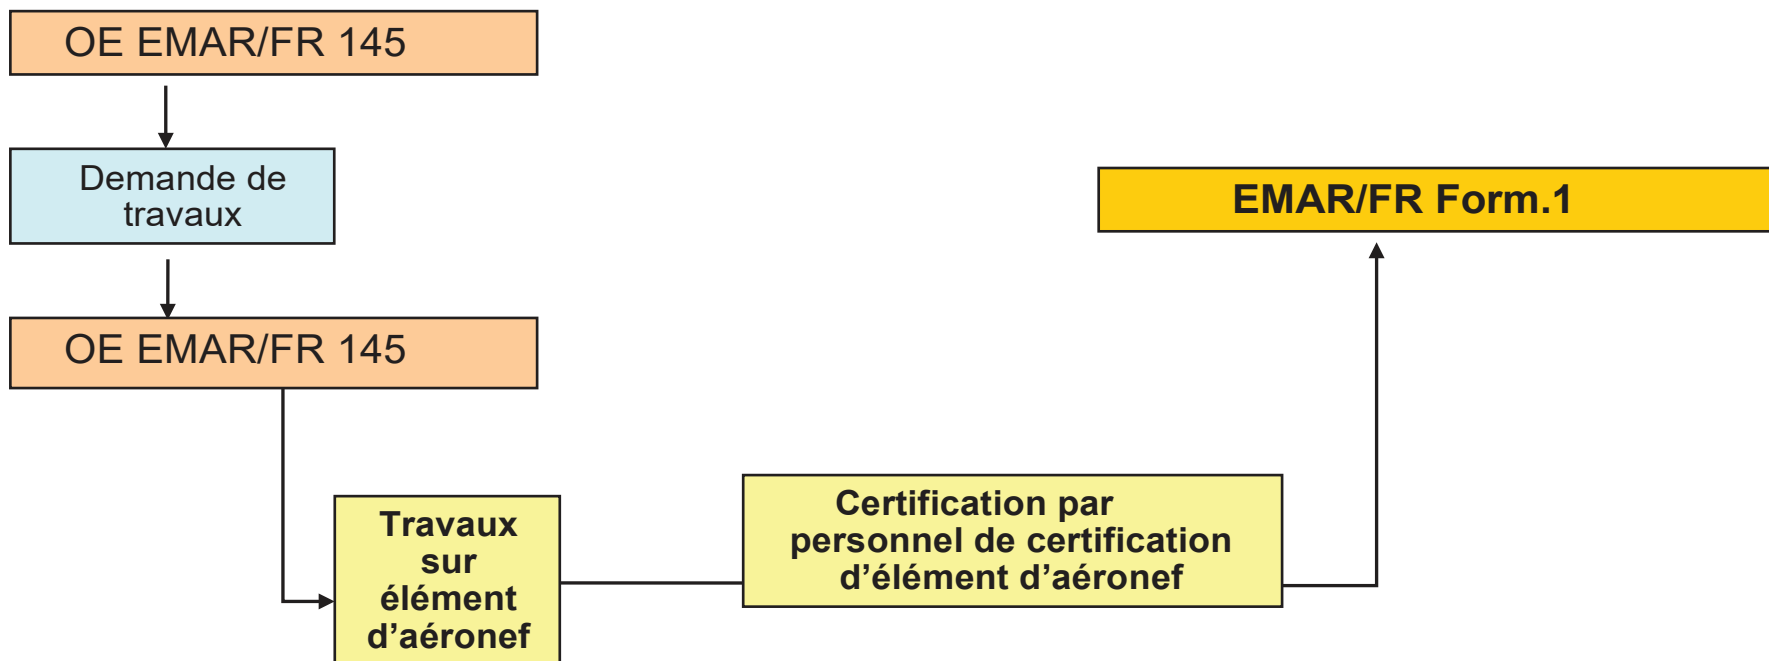 OE EMAR/FR 145
Demande de
travaux
OE EMAR/FR 145
EMAR/FR Form.1
Travaux
sur
élément
d’aéronef
Certification par
personnel de certification
d’élément d’aéronef